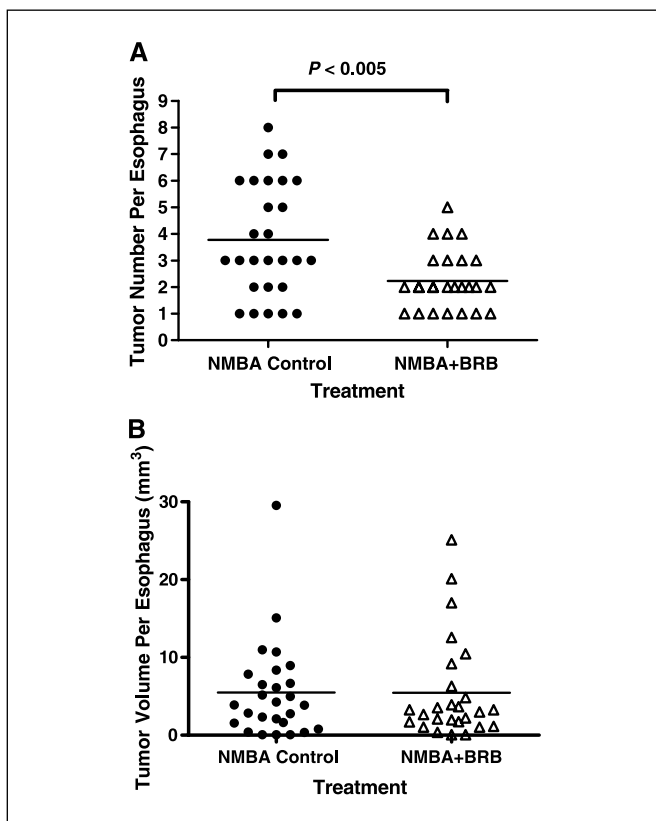 A
P < 0.005
Tumor Number Per Esophagus
9
8
7
6
5
4
3
2
1
0
NMBA Control NMBA+BRB
Treatment
B
Tumor Volume Per Esophagus (mm³)
30
20
10
0
NMBA Control NMBA+BRB
Treatment